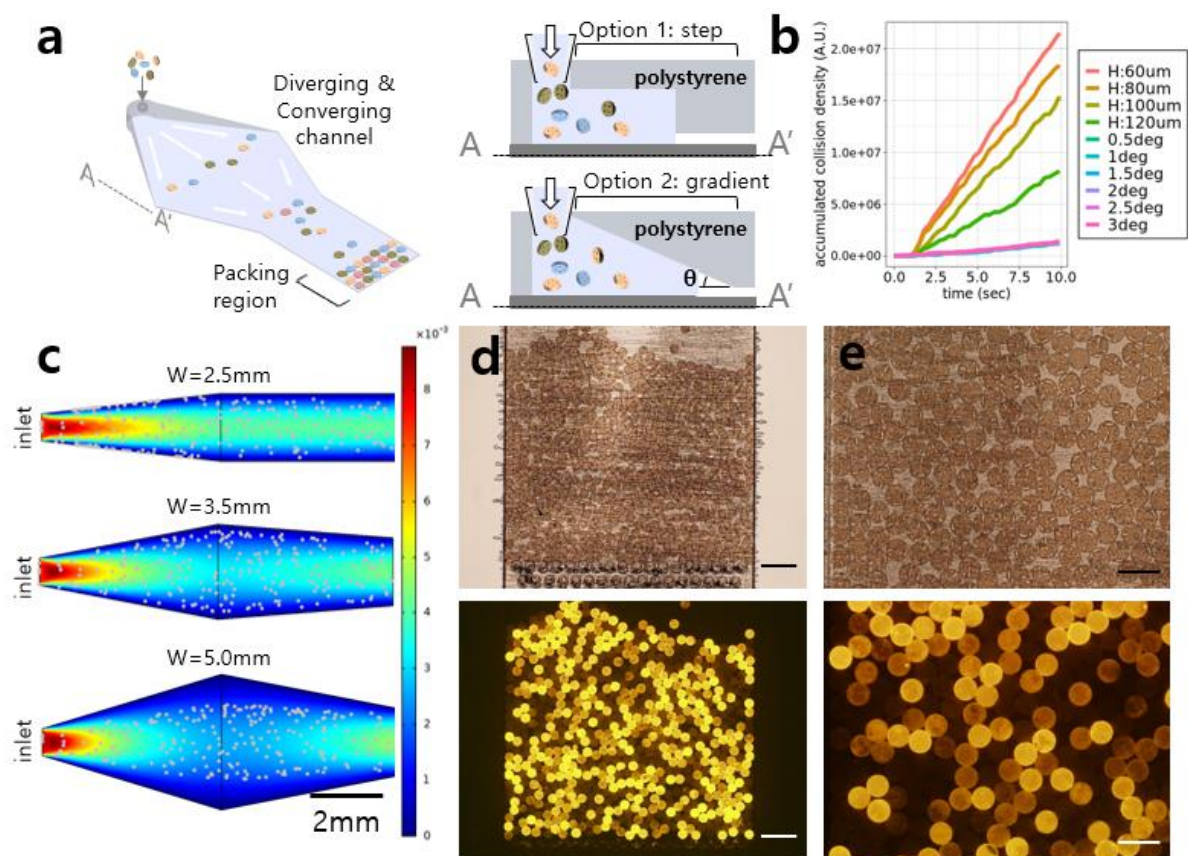 a
Diverging &
Converging
channel
A
A'
Packing
region
Option 1: step
polystyrene
A
A'
Option 2: gradient
polystyrene
θ
A
A'
b
accumulated collision density (A.U.)
2.0e+07
1.5e+07
1.0e+07
5.0e+06
0.0e+00
0.0
2.5
5.0
7.5
10.0
time (sec)
H:60um
H:80um
H:100um
H:120um
0.5deg
1deg
1.5deg
2deg
2.5deg
3deg
c
W=2.5mm
inlet
W=3.5mm
inlet
W=5.0mm
inlet
2mm
×10⁻³
8
7
6
5
4
3
2
1
0
d
e